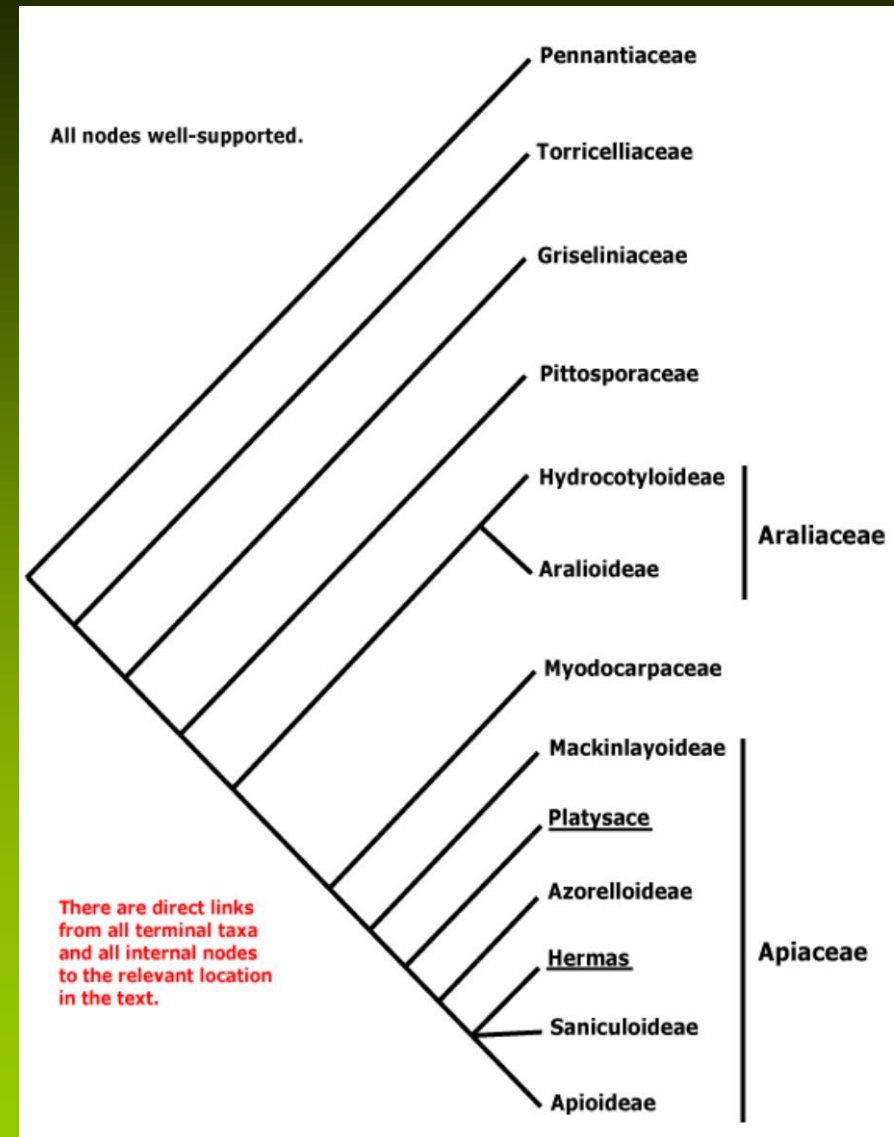 Pennantiaceae
All nodes well-supported.
Torricelliaceae
Griseliniaceae
Pittosporaceae
Hydrocotyloideae
Araliaceae
Aralioideae
Myodocarpaceae
Mackinlayoideae
Platysace
Azorelloideae
There are direct links
from all terminal taxa
and all internal nodes
to the relevant location
in the text.
Hermas
Apiaceae
Saniculoideae
Apioideae